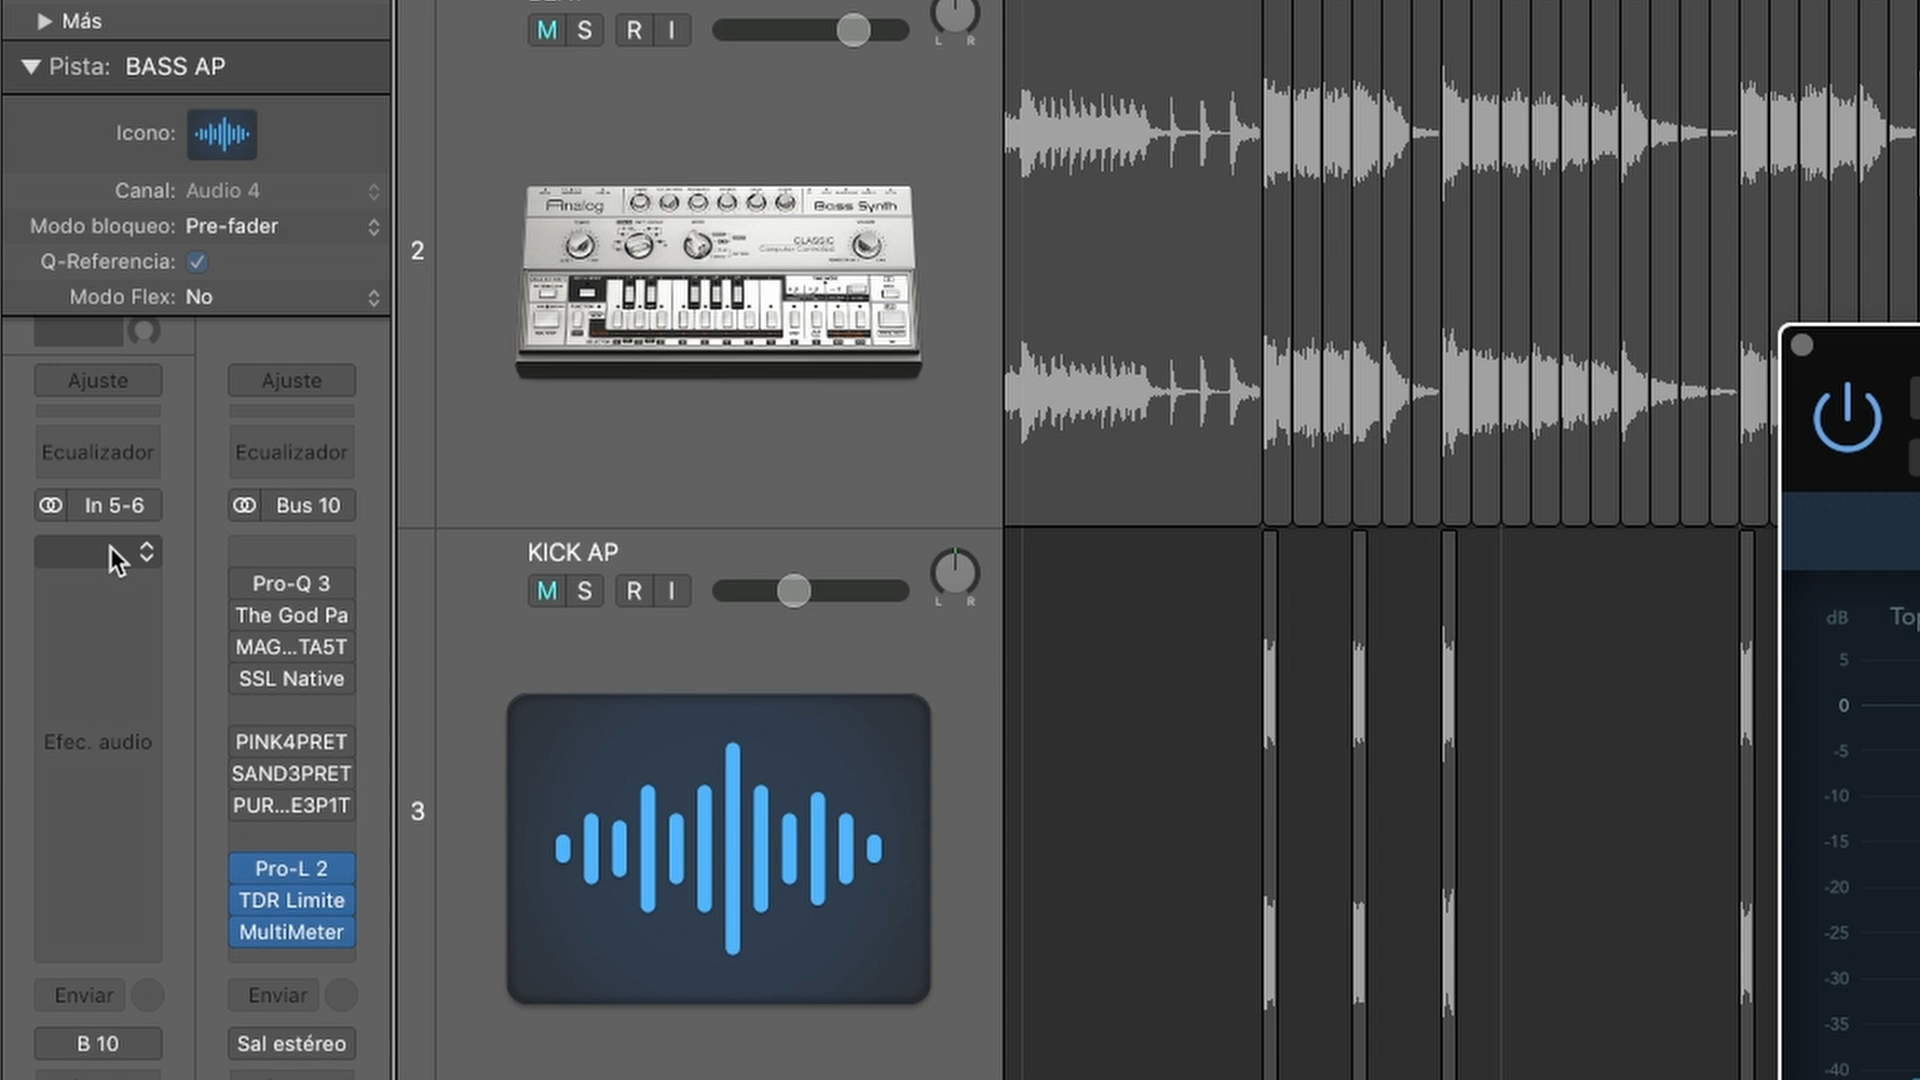 Más
Pista: BASS AP
Icono:
Canal: Audio 4
Modo bloqueo: Pre-fader
Q-Referencia:
Modo Flex: No
Ajuste
Ajuste
Ecualizador
Ecualizador
In 5-6
Bus 10
Pro-Q 3
The God Pa
MAG...TA5T
SSL Native
Efec. audio
PINK4PRET
SAND3PRET
PUR...E3P1T
Pro-L 2
TDR Limite
MultiMeter
Enviar
Enviar
B 10
Sal estéreo
M S R I
L R
2
Analog
Bass Synth
CLASSIC
Computer Controlled
KICK AP
M S R I
L R
3
dB
5
0
-5
-10
-15
-20
-25
-30
-35
-40